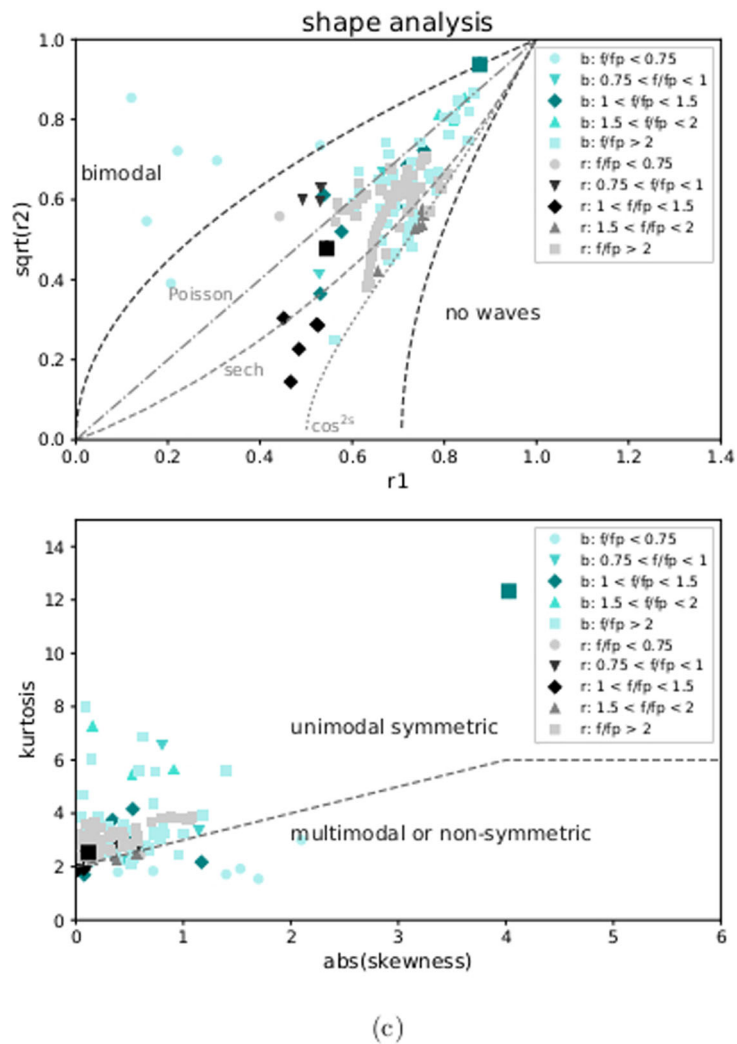 shape analysis
1.0
0.8
0.6
0.4
0.2
0.0
sqrt(r2)
bimodal
Poisson
sech
cos2s
no waves
b: f/fp < 0.75
b: 0.75 < f/fp < 1
b: 1 < f/fp < 1.5
b: 1.5 < f/fp < 2
b: f/fp > 2
r: f/fp < 0.75
r: 0.75 < f/fp < 1
r: 1 < f/fp < 1.5
r: 1.5 < f/fp < 2
r: f/fp > 2
0.0 0.2 0.4 0.6 0.8 1.0 1.2 1.4
r1
14
12
10
8
6
4
2
0
kurtosis
b: f/fp < 0.75
b: 0.75 < f/fp < 1
b: 1 < f/fp < 1.5
b: 1.5 < f/fp < 2
b: f/fp > 2
r: f/fp < 0.75
r: 0.75 < f/fp < 1
r: 1 < f/fp < 1.5
r: 1.5 < f/fp < 2
r: f/fp > 2
unimodal symmetric
multimodal or non-symmetric
0 1 2 3 4 5 6
abs(skewness)
(c)